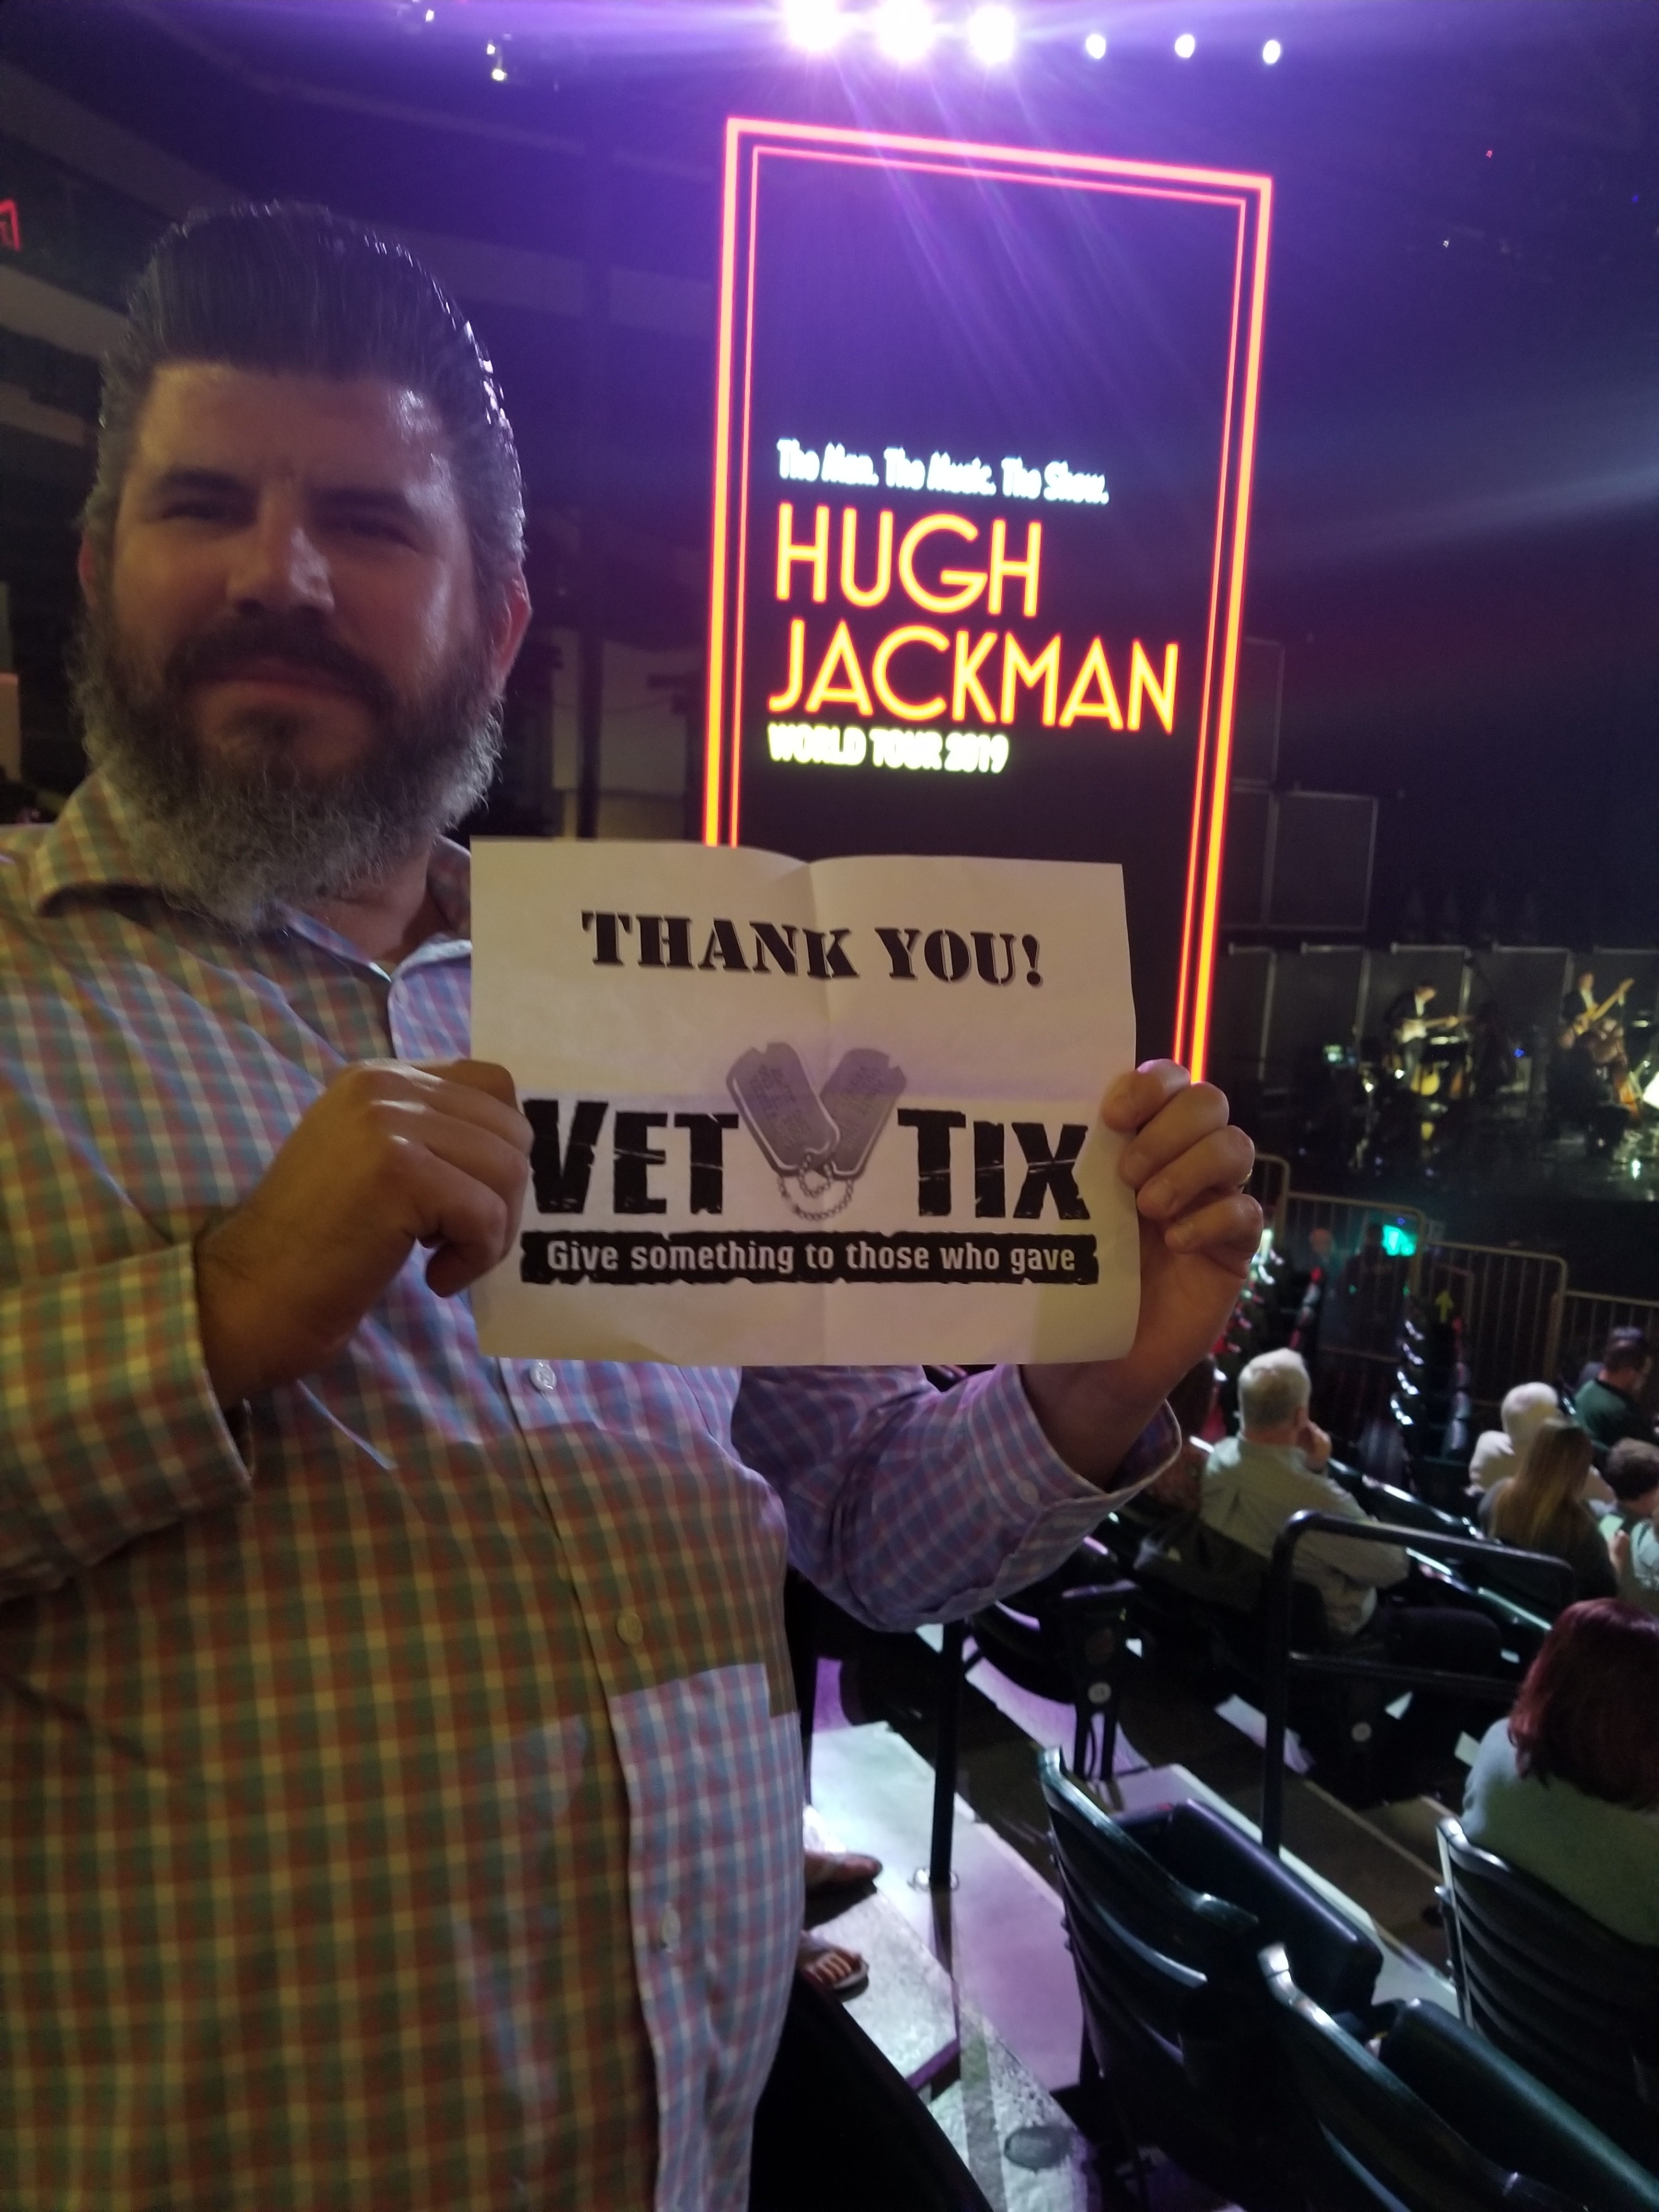 The Man. The Music. The Show.
HUGH
JACKMAN
WORLD TOUR 2019
THANK YOU!
VET TIX
Give something to those who gave